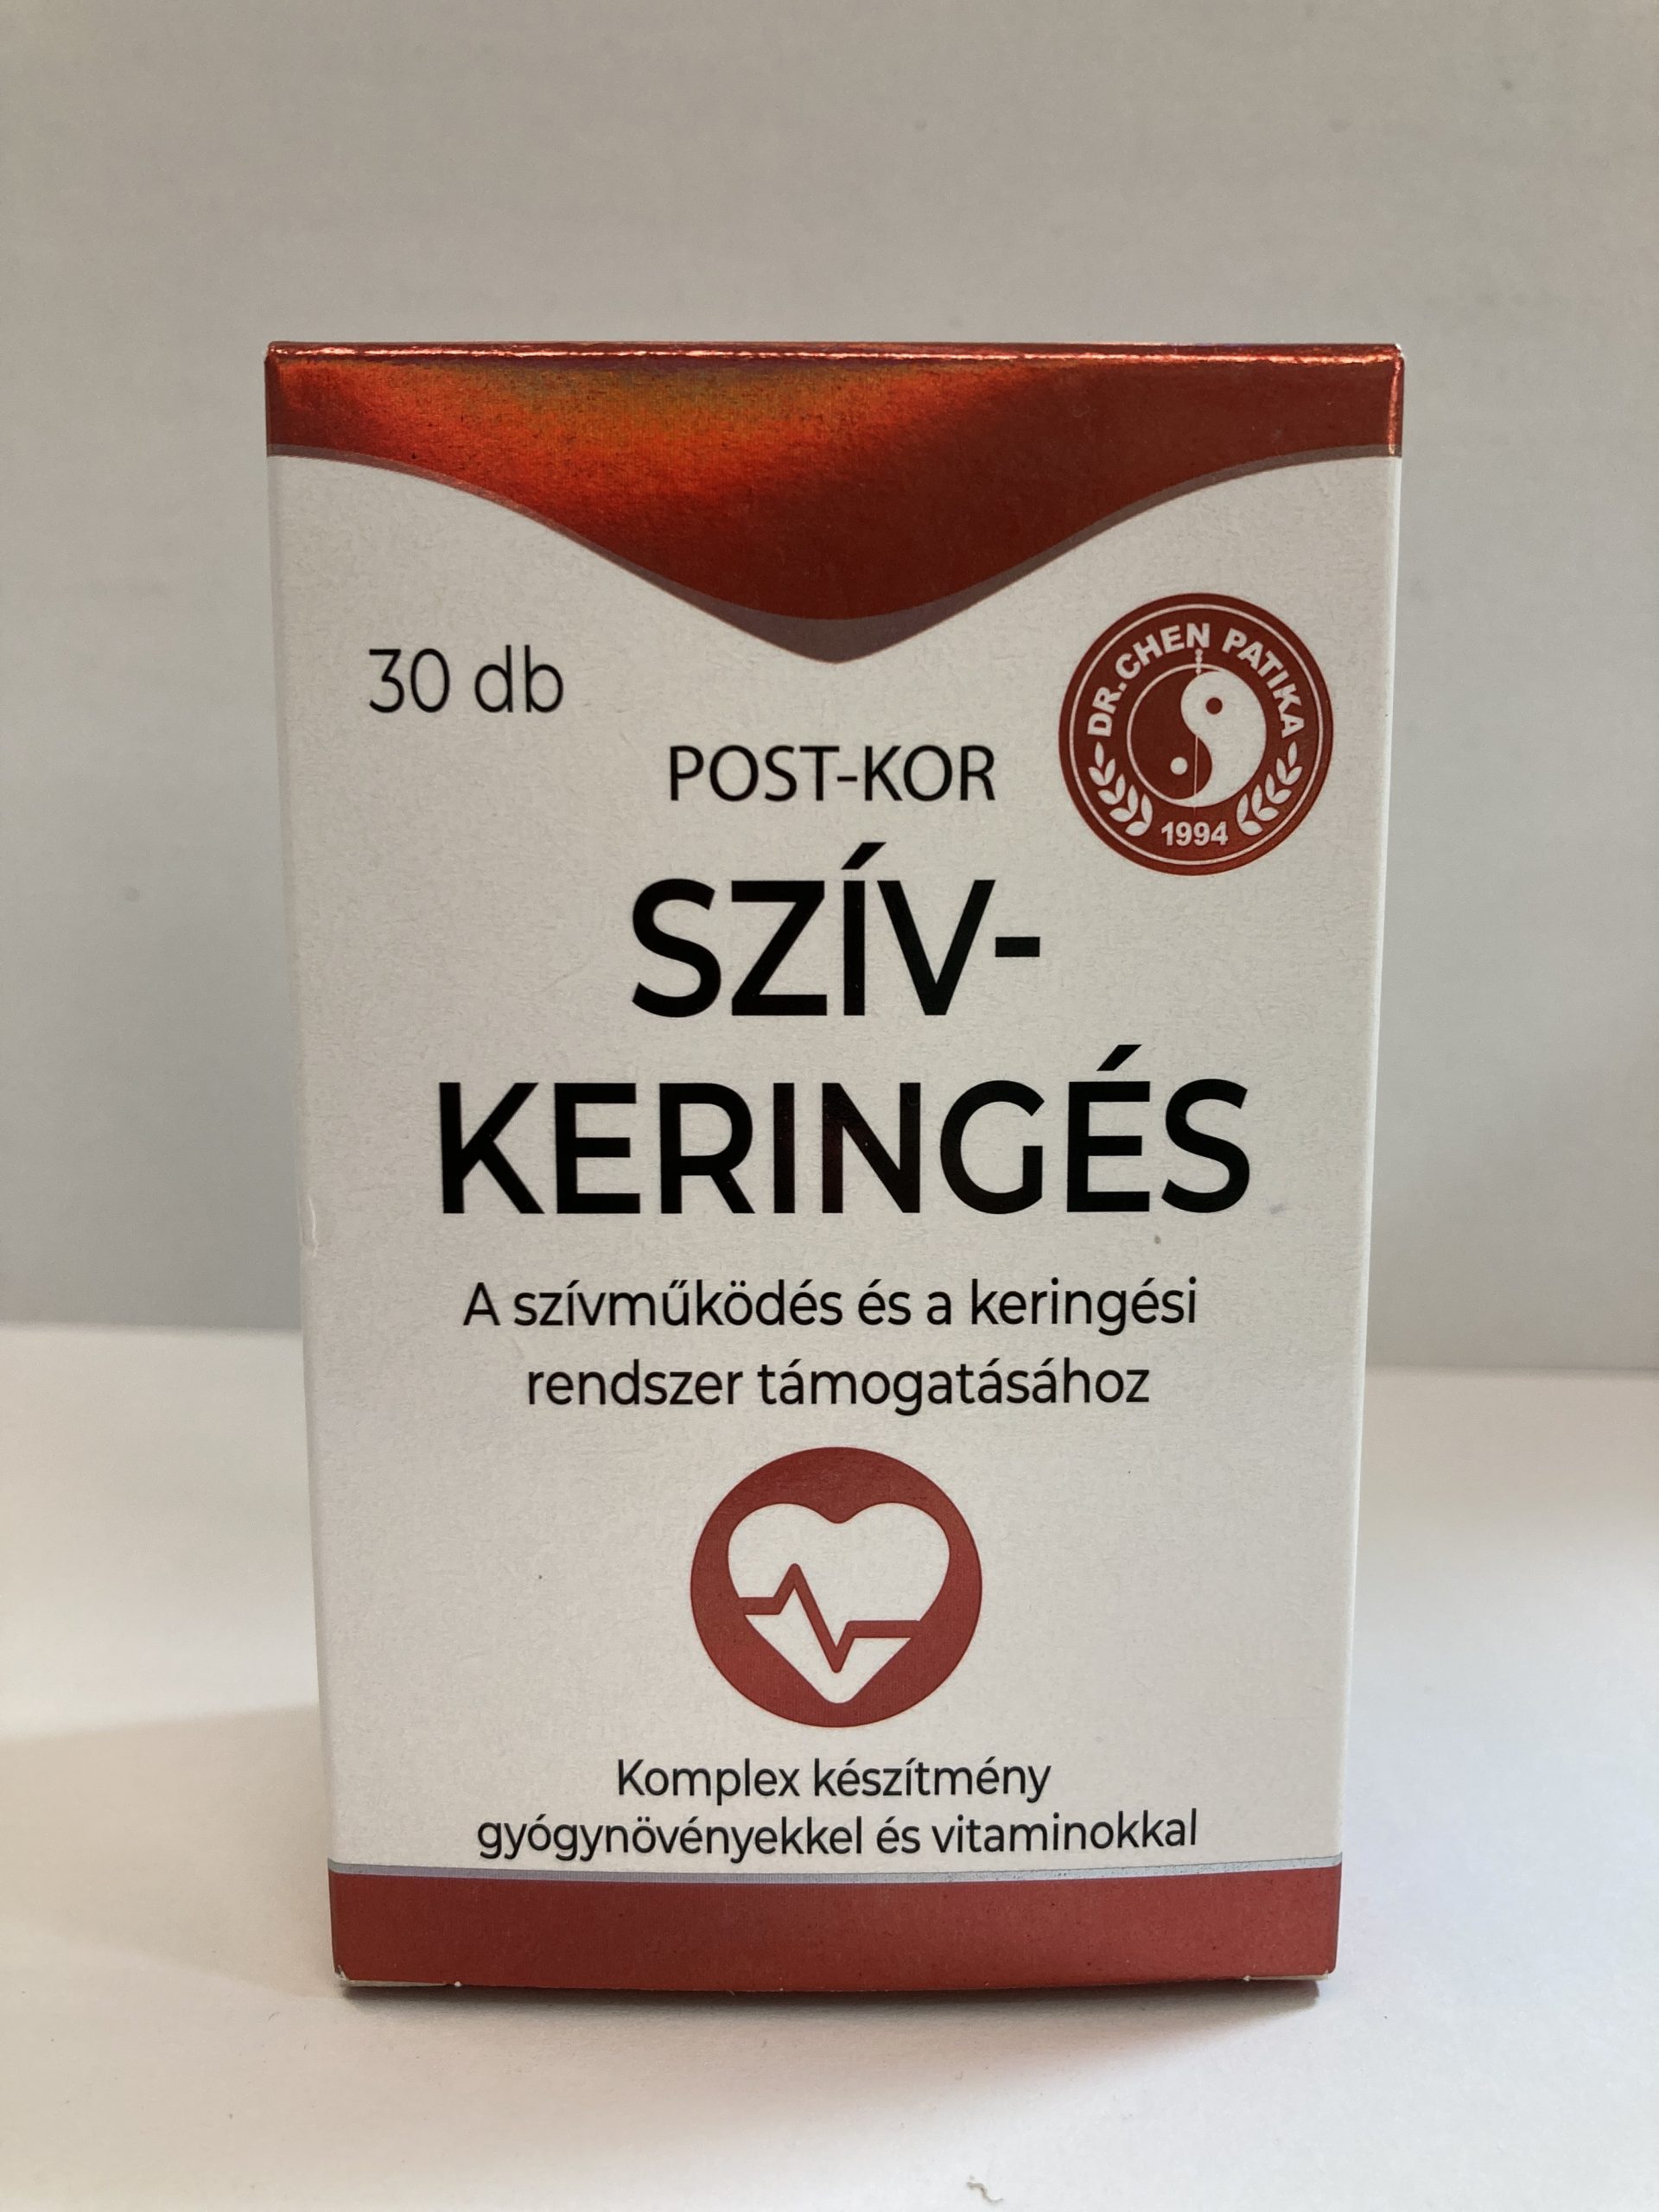 30 db
DR.CHEN PATIKA
1994
POST-KOR
SZÍV-
KERINGÉS
A szívműködés és a keringési
rendszer támogatásához
Komplex készítmény
gyógynövényekkel és vitaminokkal